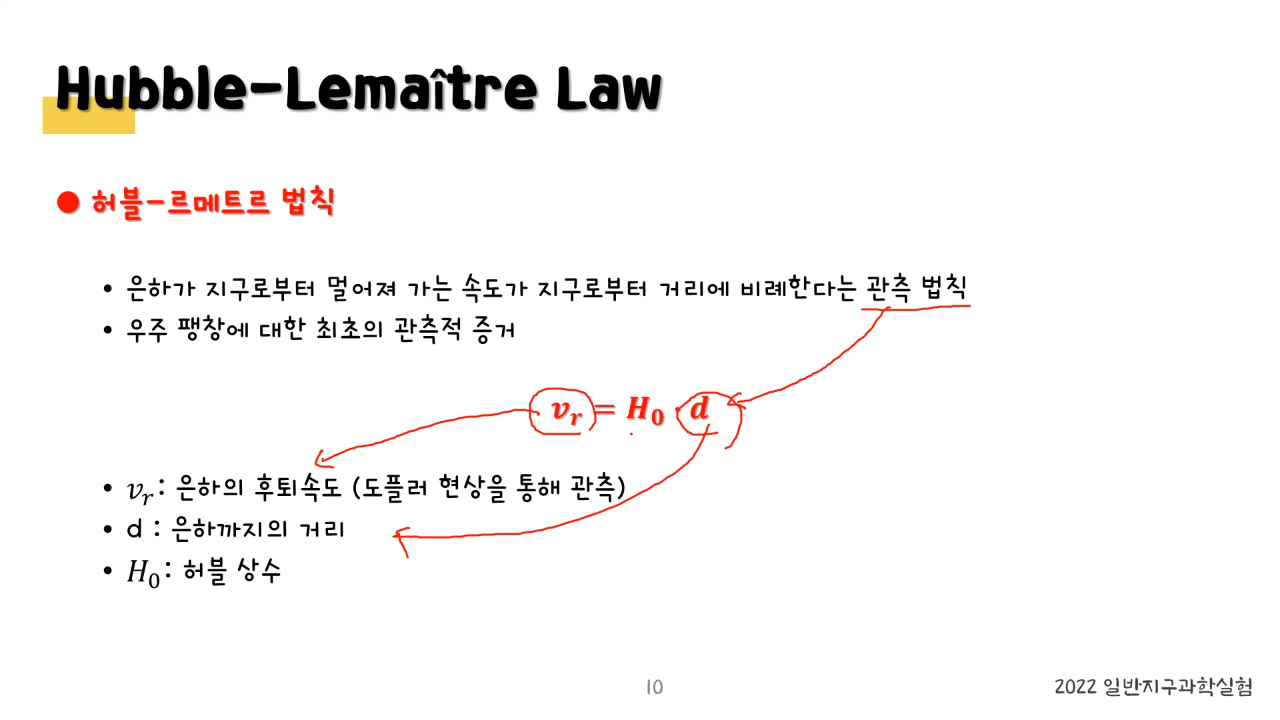 Hubble-Lemaître Law
● 허블-르메트르 법칙
• 은하가 지구로부터 멀어져 가는 속도가 지구로부터 거리에 비례한다는 관측 법칙
• 우주 팽창에 대한 최초의 관측적 증거
v_r = H_0 · d
• v_r : 은하의 후퇴속도 (도플러 현상을 통해 관측)
• d : 은하까지의 거리
• H_0 : 허블 상수
10
2022 일반지구과학실험